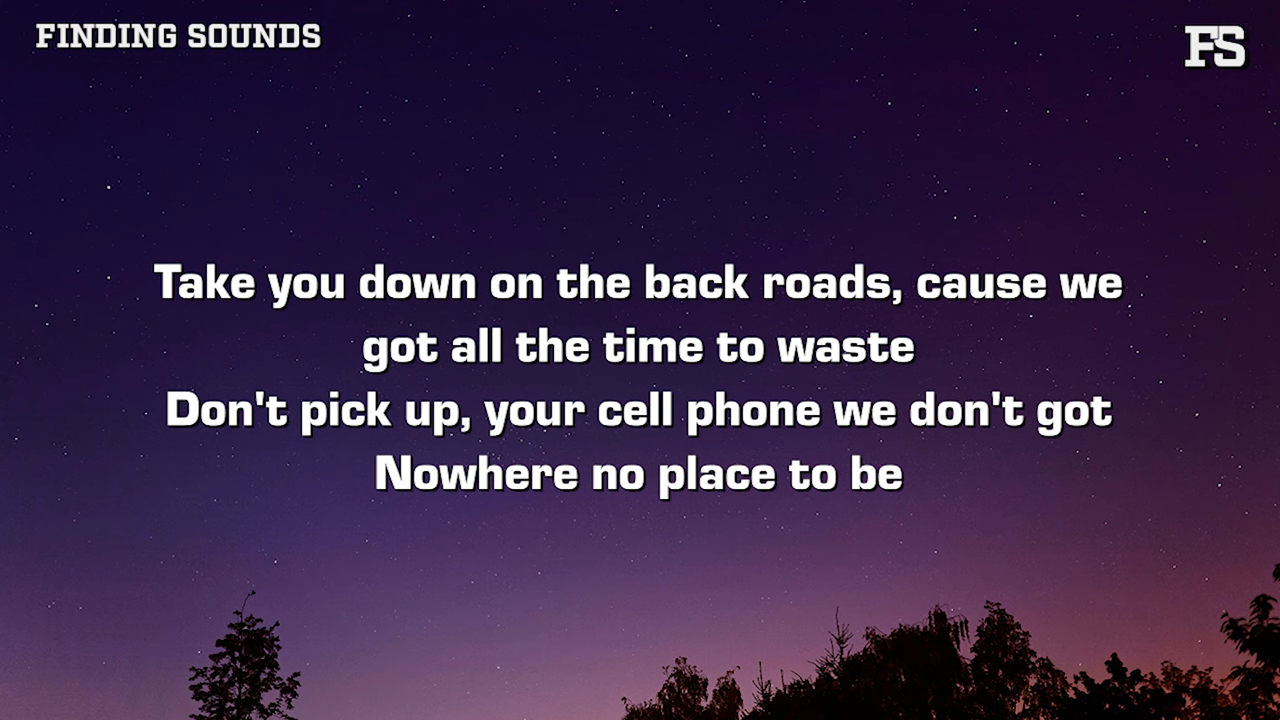 FINDING SOUNDS
FS
Take you down on the back roads, cause we
got all the time to waste
Don't pick up, your cell phone we don't got
Nowhere no place to be